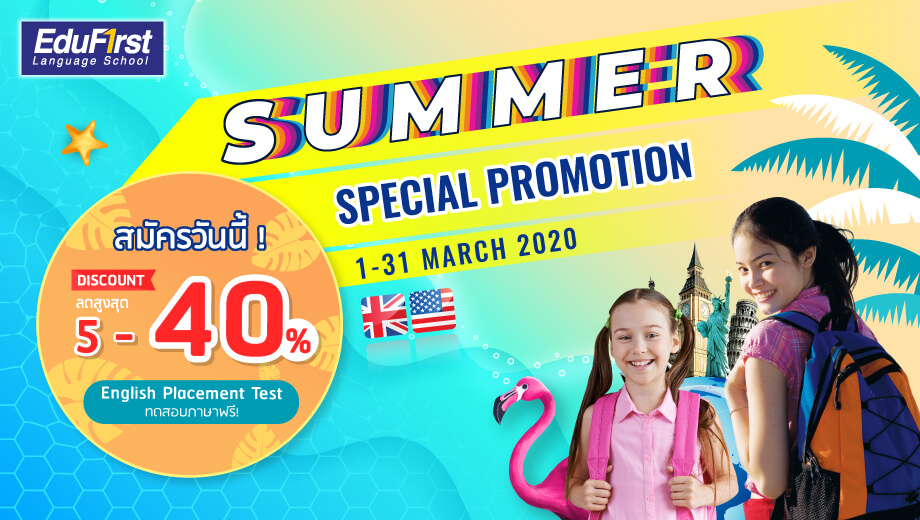 EduF1rst
Language School
SUMMER
SPECIAL PROMOTION
1-31 MARCH 2020
สมัครวันนี้ !
DISCOUNT
ลดสูงสุด
5 - 40%
English Placement Test
ทดสอบภาษาฟรี!